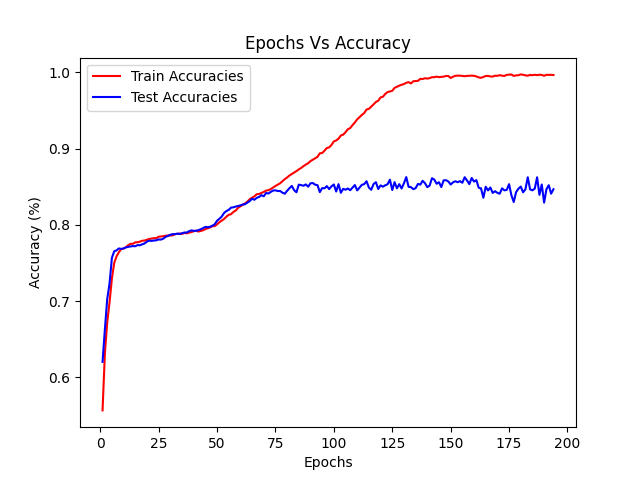 Epochs Vs Accuracy
Train Accuracies
Test Accuracies
1.0
0.9
0.8
0.7
0.6
Accuracy (%)
0 25 50 75 100 125 150 175 200
Epochs